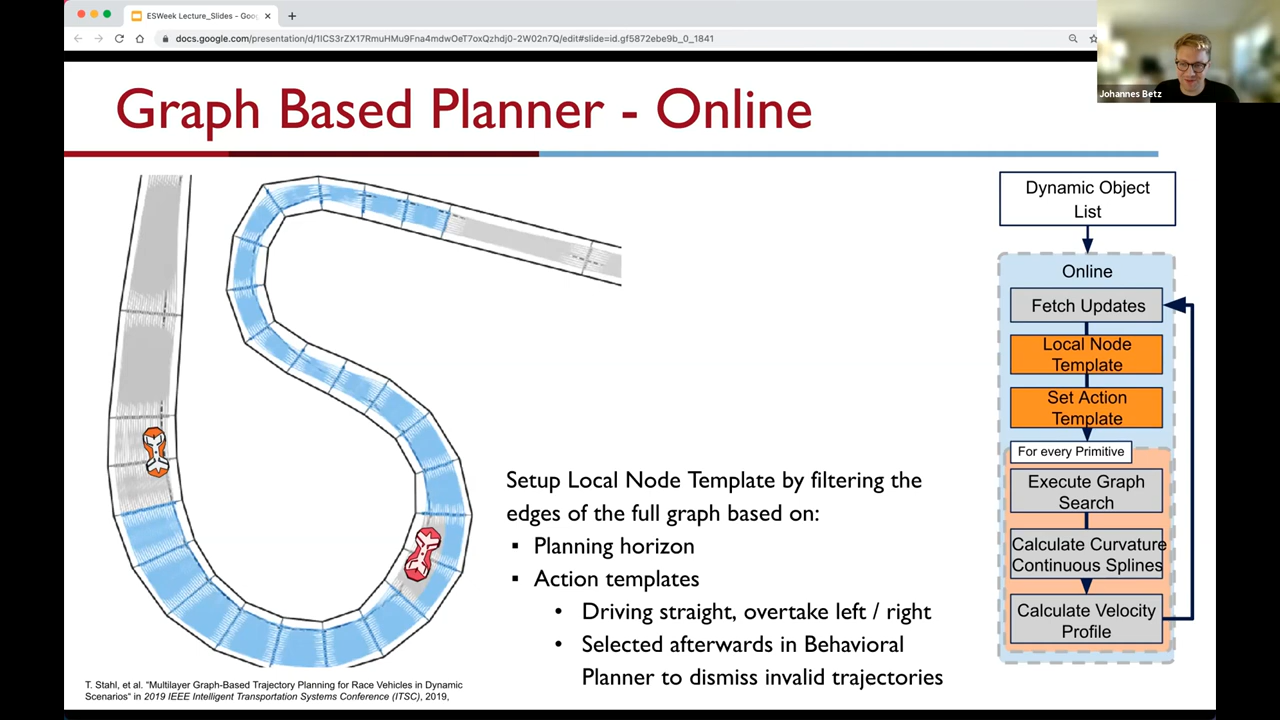 ESWeek Lecture_Slides - Goo
docs.google.com/presentation/d/1ICS3rZX17RmuHMu9Fna4mdwOeT7oxQzhdj0-2W02n7Q/edit#slide=id.gf5872ebe9b_0_1841
Johannes Betz
Graph Based Planner - Online
Dynamic Object
List
Online
Fetch Updates
Local Node
Template
Set Action
Template
For every Primitive
Execute Graph
Search
Calculate Curvature
Continuous Splines
Calculate Velocity
Profile
Setup Local Node Template by filtering the
edges of the full graph based on:
▪ Planning horizon
▪ Action templates
• Driving straight, overtake left / right
• Selected afterwards in Behavioral
Planner to dismiss invalid trajectories
T. Stahl, et al. "Multilayer Graph-Based Trajectory Planning for Race Vehicles in Dynamic
Scenarios" in 2019 IEEE Intelligent Transportation Systems Conference (ITSC), 2019,